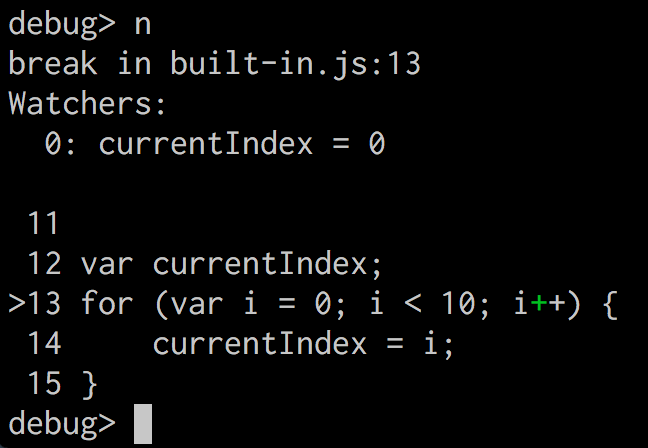 debug> n
break in built-in.js:13
Watchers:
  0: currentIndex = 0

 11
 12 var currentIndex;
>13 for (var i = 0; i < 10; i++) {
 14     currentIndex = i;
 15 }
debug>